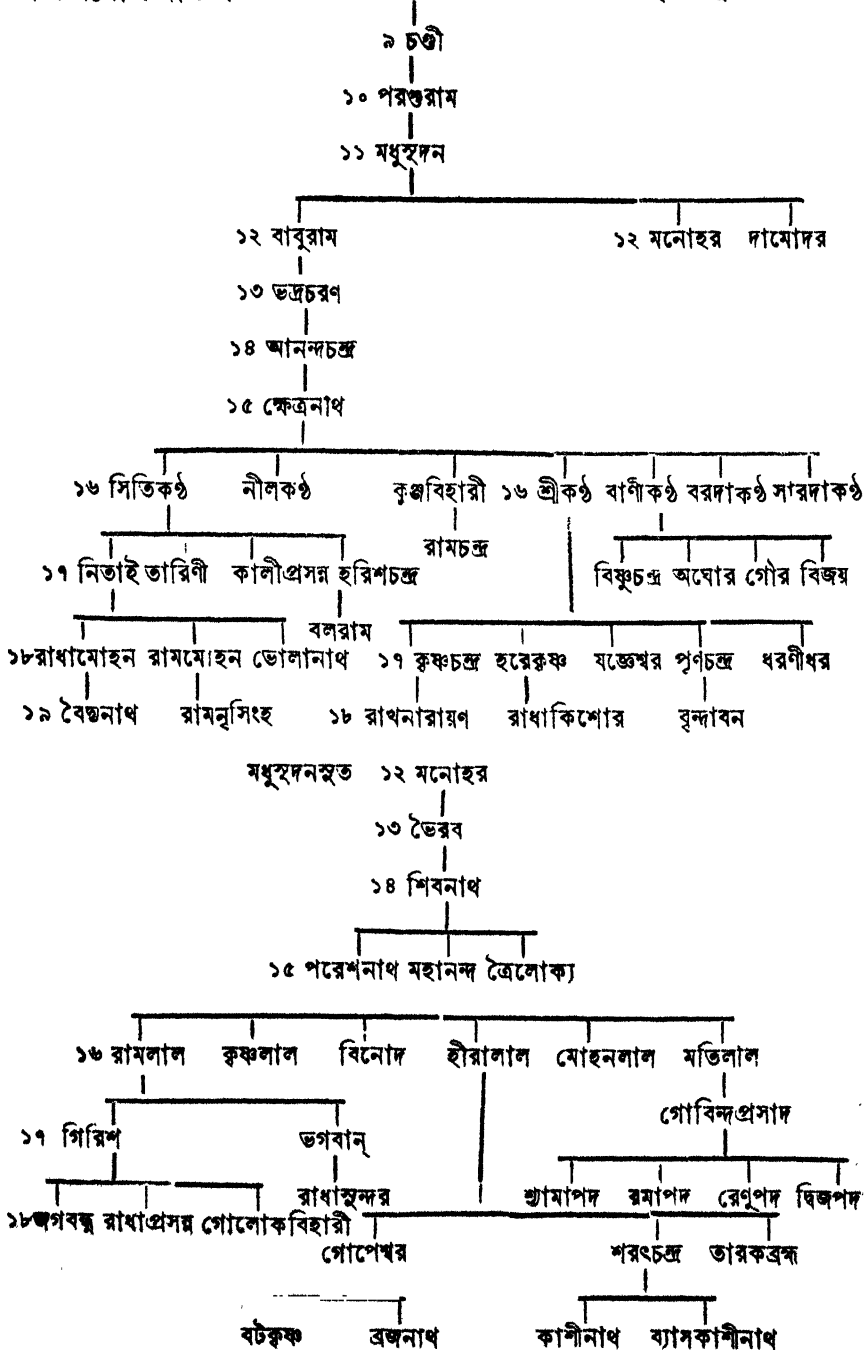 ৯ চণ্ডী
১০ পরশুরাম
১১ মধুসূদন
১২ বাবুরাম ১২ মনোহর দামোদর
১৩ ভদ্রচরণ
১৪ আনন্দচন্দ্র
১৫ ক্ষেত্রনাথ
১৬ সিতিকণ্ঠ নীলকণ্ঠ কুঞ্জবিহারী ১৬ শ্রীকণ্ঠ বাণীকণ্ঠ বরদাকণ্ঠ সারদাকণ্ঠ
রামচন্দ্র
১৭ নিতাই তারিণী কালীপ্রসন্ন হরিশচন্দ্র বিষ্ণুচন্দ্র অঘোর গৌর বিজয়
বলরাম
১৮রাধামোহন রামমোহন ভোলানাথ ১৭ কৃষ্ণচন্দ্র হরেকৃষ্ণ যজ্ঞেশ্বর পূর্ণচন্দ্র ধরণীধর
১৯ বৈদ্যনাথ রামনৃসিংহ ১৮ রাথনারায়ণ রাধাকিশোর বৃন্দাবন
মধুসূদনসুত ১২ মনোহর
১৩ ভৈরব
১৪ শিবনাথ
১৫ পরেশনাথ মহানন্দ ত্রৈলোক্য
১৬ রামলাল কৃষ্ণলাল বিনোদ হীরালাল মোহনলাল মতিলাল
গোবিন্দপ্রসাদ
১৭ গিরিশ ভগবান্
রাধাসুন্দর শ্যামাপদ রমাপদ রেণুপদ দ্বিজপদ
১৮জগবন্ধু রাধাপ্রসন্ন গোলোকবিহারী
গোপেশ্বর শরৎচন্দ্র তারকব্রহ্ম
বটকৃষ্ণ ব্রজনাথ কাশীনাথ ব্যাসকাশীনাথ